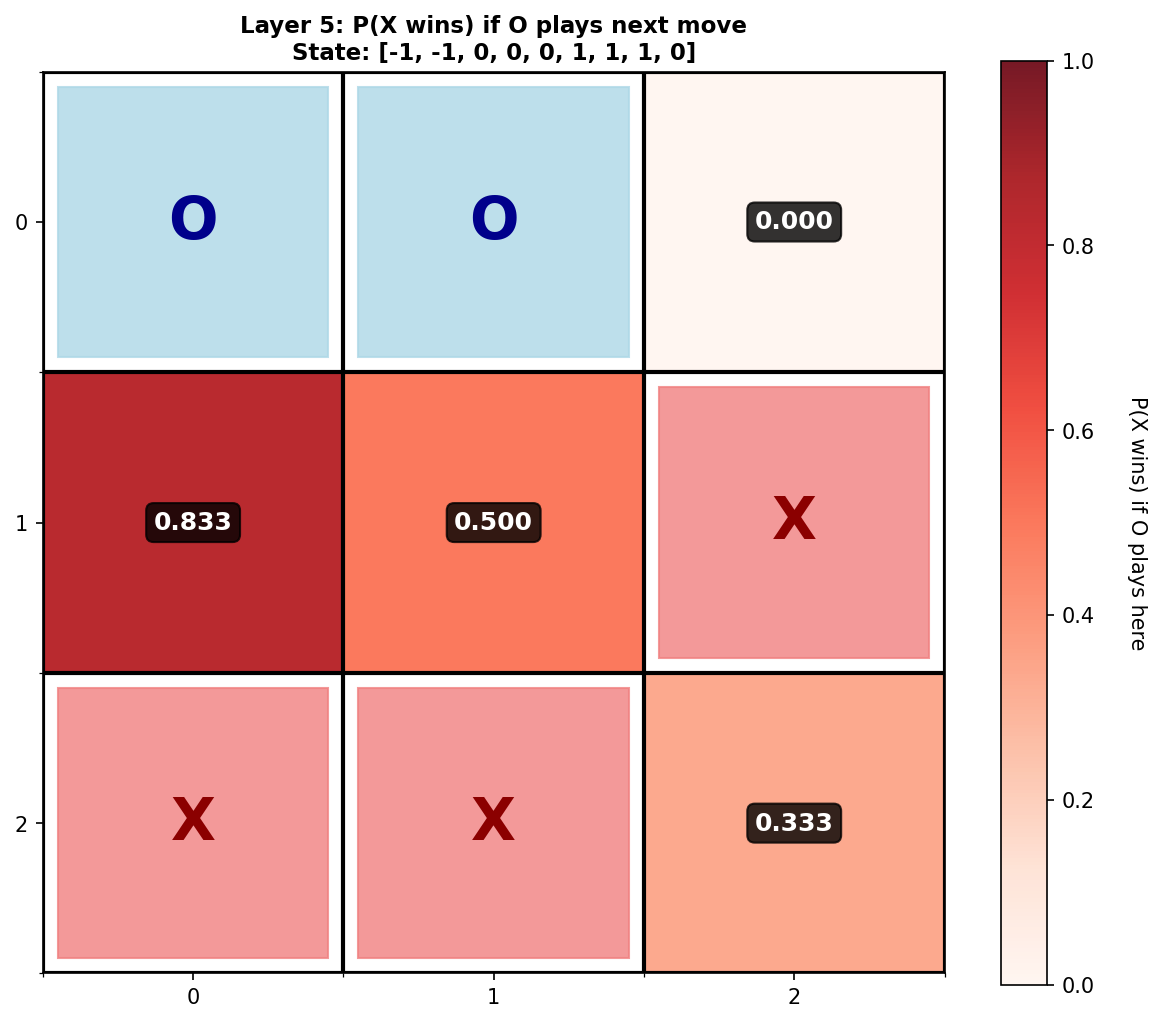 Layer 5: P(X wins) if O plays next move
State: [-1, -1, 0, 0, 0, 1, 1, 1, 0]
0
O
O
0.000
1
0.833
0.500
X
2
X
X
0.333
0
1
2
1.0
0.8
0.6
0.4
0.2
0.0
P(X wins) if O plays here